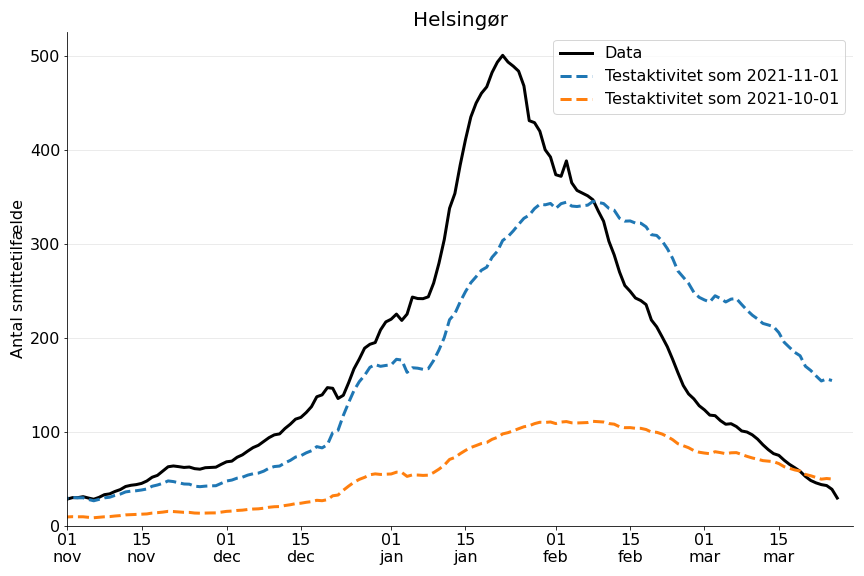 Helsingør
Data
Testaktivitet som 2021-11-01
Testaktivitet som 2021-10-01
Antal smittetilfælde
500
400
300
200
100
0
01 15 01 15 01 15 01 15 01 15
nov nov dec dec jan jan feb feb mar mar